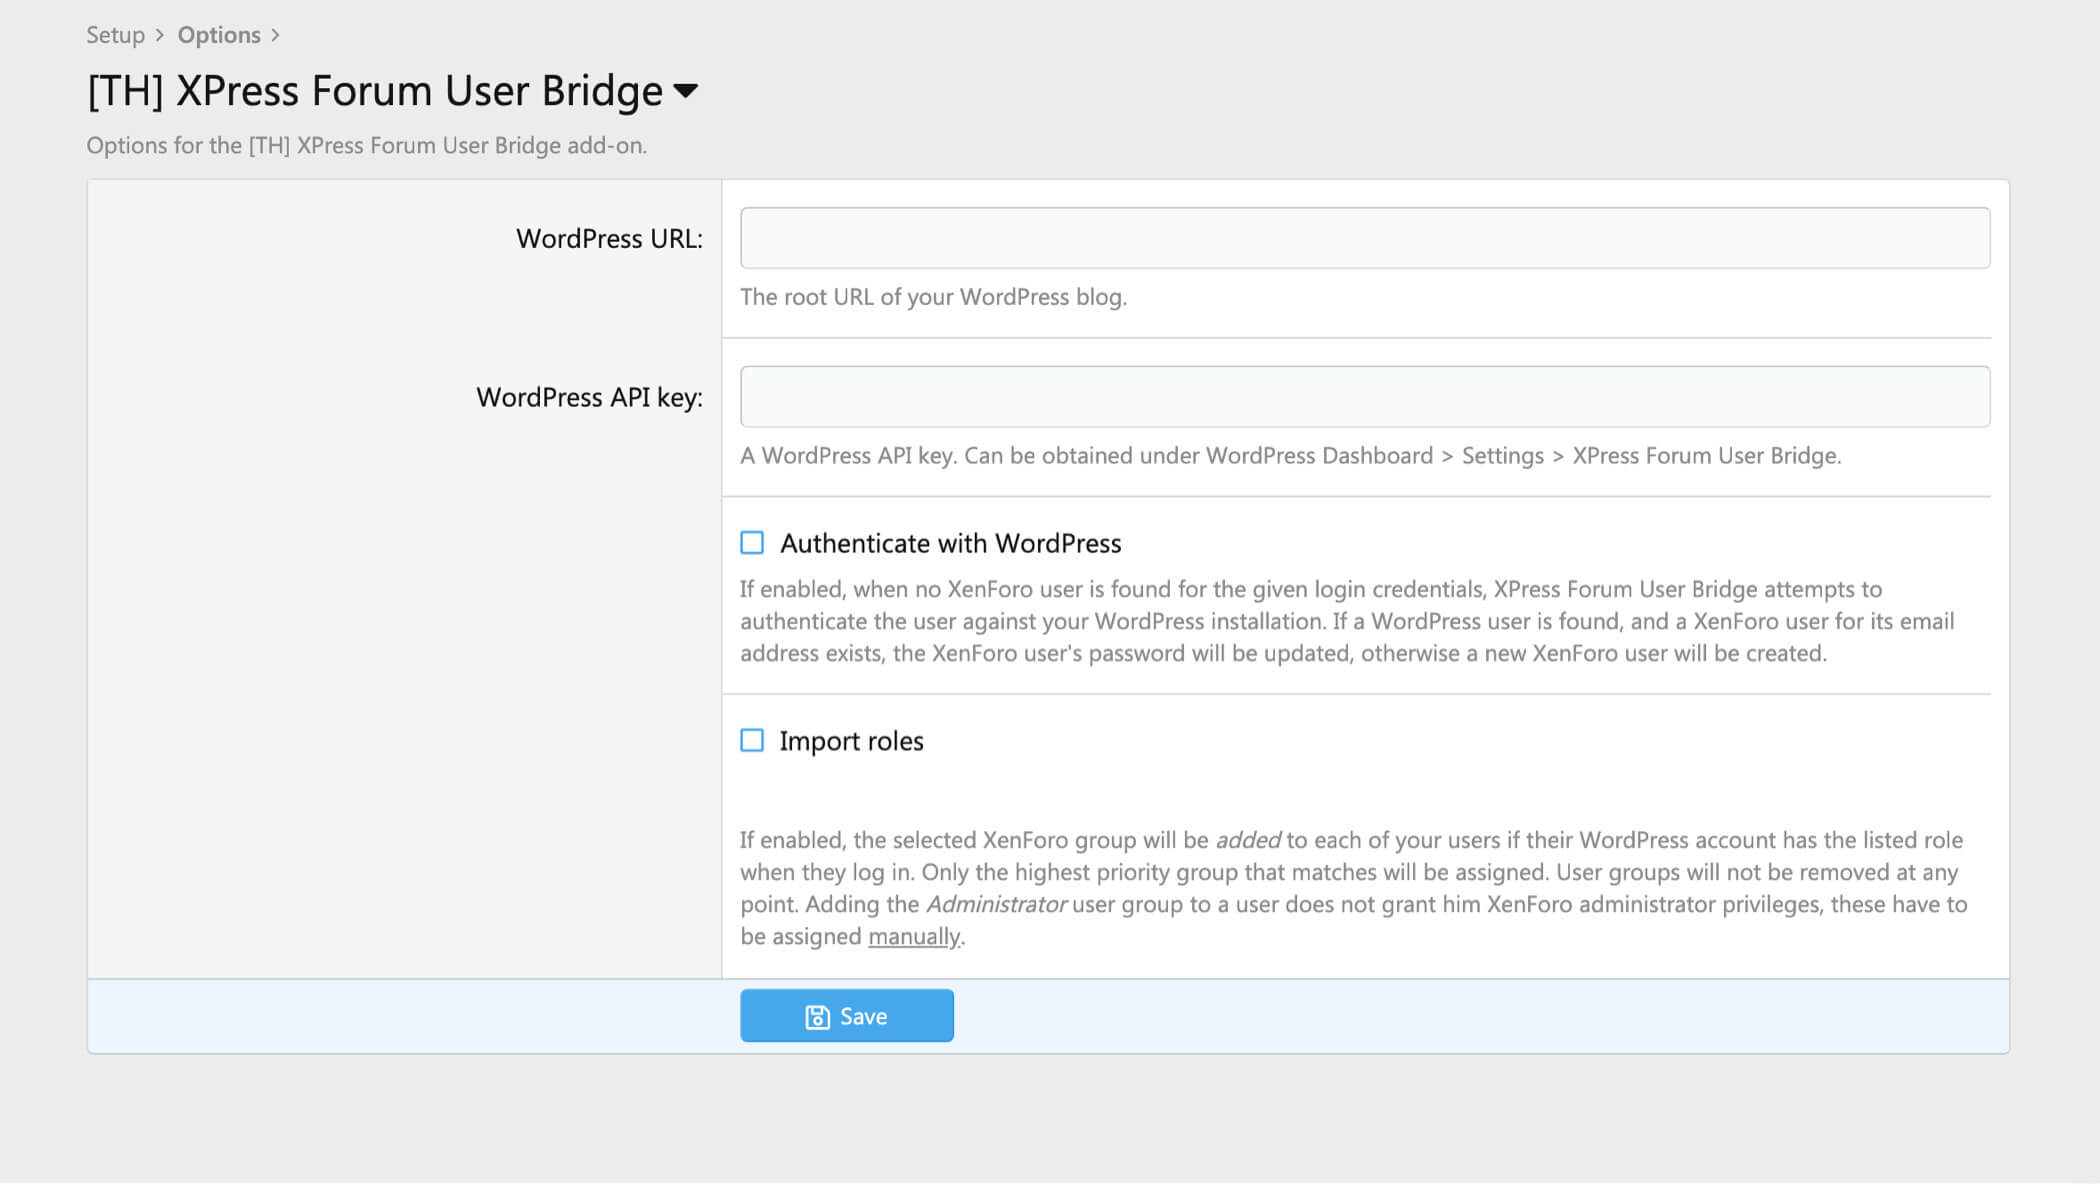 Setup > Options >
[TH] XPress Forum User Bridge
Options for the [TH] XPress Forum User Bridge add-on.
WordPress URL:
The root URL of your WordPress blog.
WordPress API key:
A WordPress API key. Can be obtained under WordPress Dashboard > Settings > XPress Forum User Bridge.
Authenticate with WordPress
If enabled, when no XenForo user is found for the given login credentials, XPress Forum User Bridge attempts to
authenticate the user against your WordPress installation. If a WordPress user is found, and a XenForo user for its email
address exists, the XenForo user's password will be updated, otherwise a new XenForo user will be created.
Import roles
If enabled, the selected XenForo group will be added to each of your users if their WordPress account has the listed role
when they log in. Only the highest priority group that matches will be assigned. User groups will not be removed at any
point. Adding the Administrator user group to a user does not grant him XenForo administrator privileges, these have to
be assigned manually.
Save